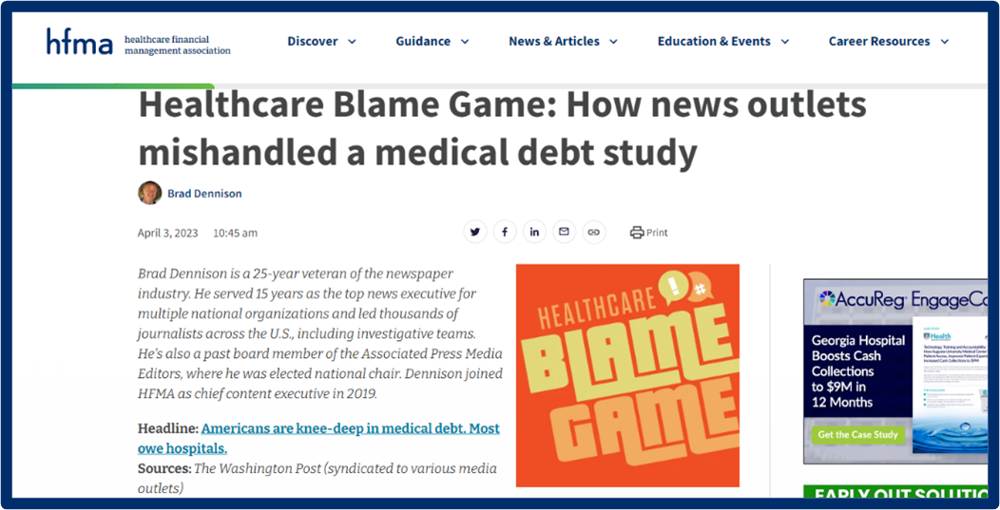 hfma
healthcare financial
management association
Discover
Guidance
News & Articles
Education & Events
Career Resources
Healthcare Blame Game: How news outlets
mishandled a medical debt study
Brad Dennison
April 3, 2023 10:45 am
Print
Brad Dennison is a 25-year veteran of the newspaper
industry. He served 15 years as the top news executive for
multiple national organizations and led thousands of
journalists across the U.S., including investigative teams.
He's also a past board member of the Associated Press Media
Editors, where he was elected national chair. Dennison joined
HFMA as chief content executive in 2019.
Headline: Americans are knee-deep in medical debt. Most
owe hospitals.
Sources: The Washington Post (syndicated to various media
outlets)
! #
HEALTHCARE
BLAME
GAME
AccuReg EngageCa
Georgia Hospital
Boosts Cash
Collections
to $9M in
12 Months
Get the Case Study
Health
EARLY OUT SOLUTIO